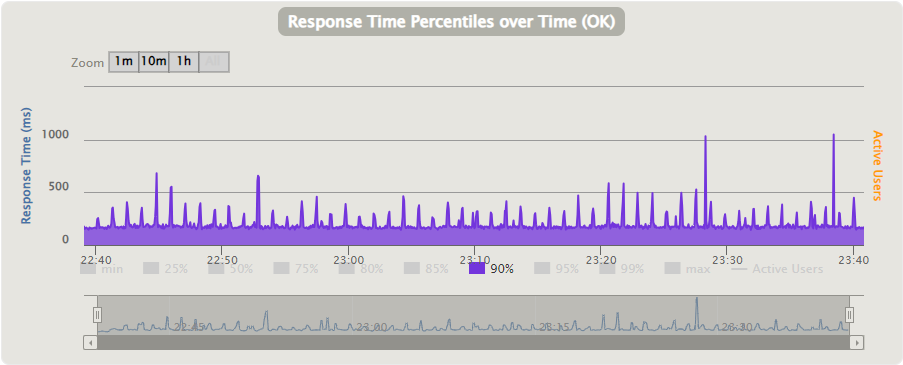 Response Time Percentiles over Time (OK)
Zoom 1m 10m 1h All
Response Time (ms)
1000
500
0
Active Users
22:40 22:50 23:00 23:10 23:20 23:30 23:40
min 25% 50% 75% 80% 85% 90% 95% 99% max Active Users
22:45 23:00 23:15 23:30